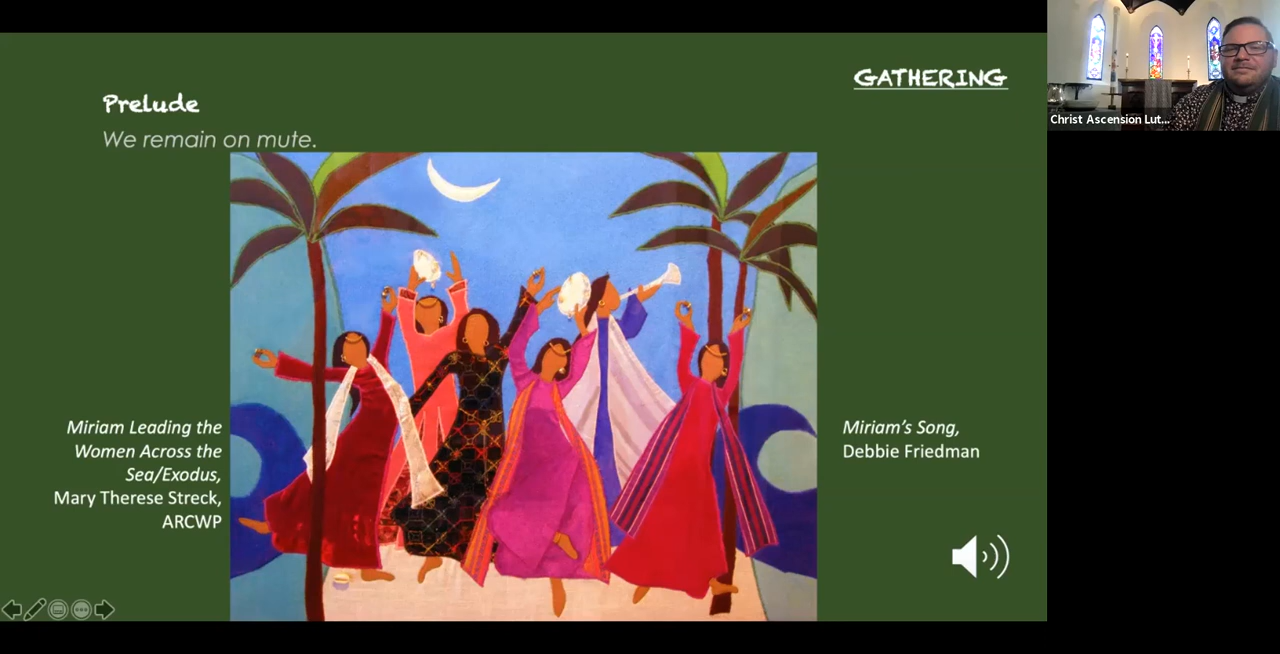 GATHERING
Prelude
We remain on mute.
Miriam Leading the
Women Across the
Sea/Exodus,
Mary Therese Streck,
ARCWP
Miriam's Song,
Debbie Friedman
Christ Ascension Lut...